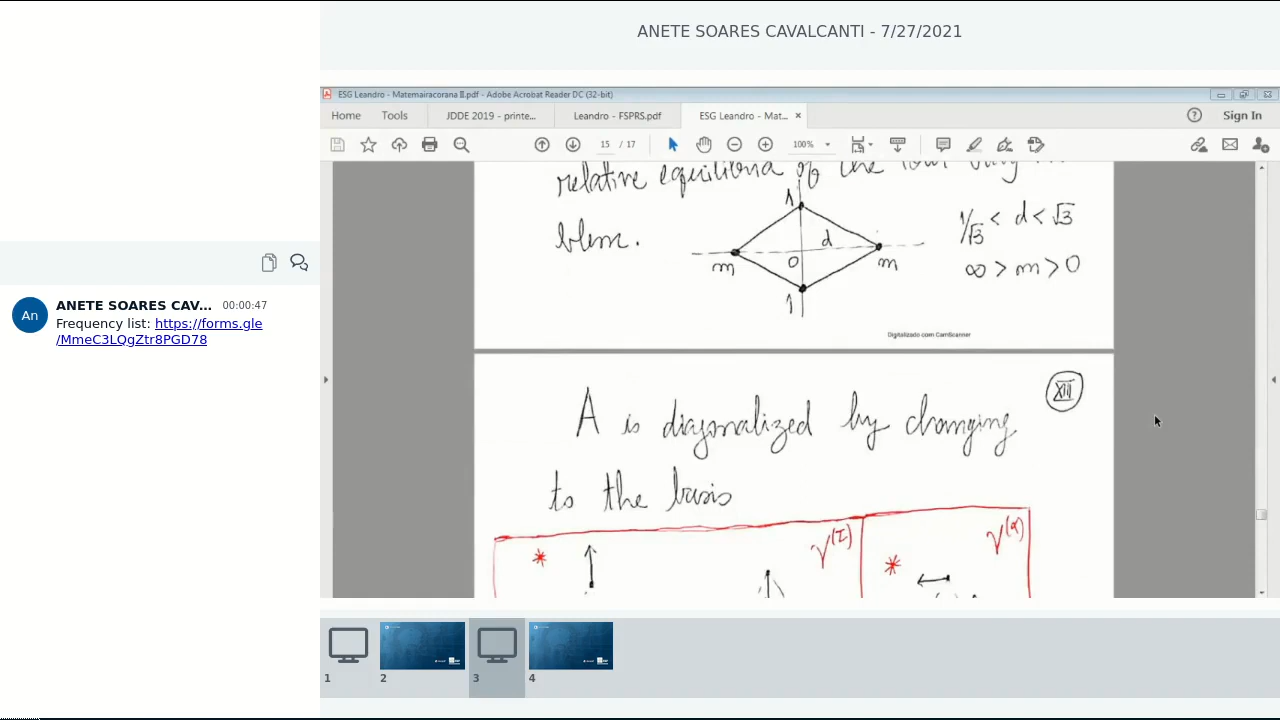 ANETE SOARES CAVALCANTI - 7/27/2021
ANETE SOARES CAV... 00:00:47
An
Frequency list: https://forms.gle
/MmeC3LQgZtr8PGD78
ESG Leandro - Matemairacorana II.pdf - Adobe Acrobat Reader DC (32-bit)
Home Tools JDDE 2019 - printe... Leandro - FSPRS.pdf ESG Leandro - Mat... × Sign In
15 / 17 100%
relative equilibria of the
blem.
1
d
m 0 m
1
1/√3 < d < √3
∞ > m > 0
Digitalizado com CamScanner
XIII
A is diagonalized by changing
to the basis
* V(I) * V(α)
1 2 3 4